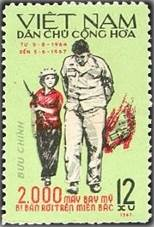 VIỆT NAM
DÂN CHỦ CỘNG HÒA
TỪ 5-8-1964
ĐẾN 5-6-1967
BƯU CHÍNH
2.000 MÁY BAY MỸ
BỊ BẮN RƠI TRÊN MIỀN BẮC
12
XU
1967